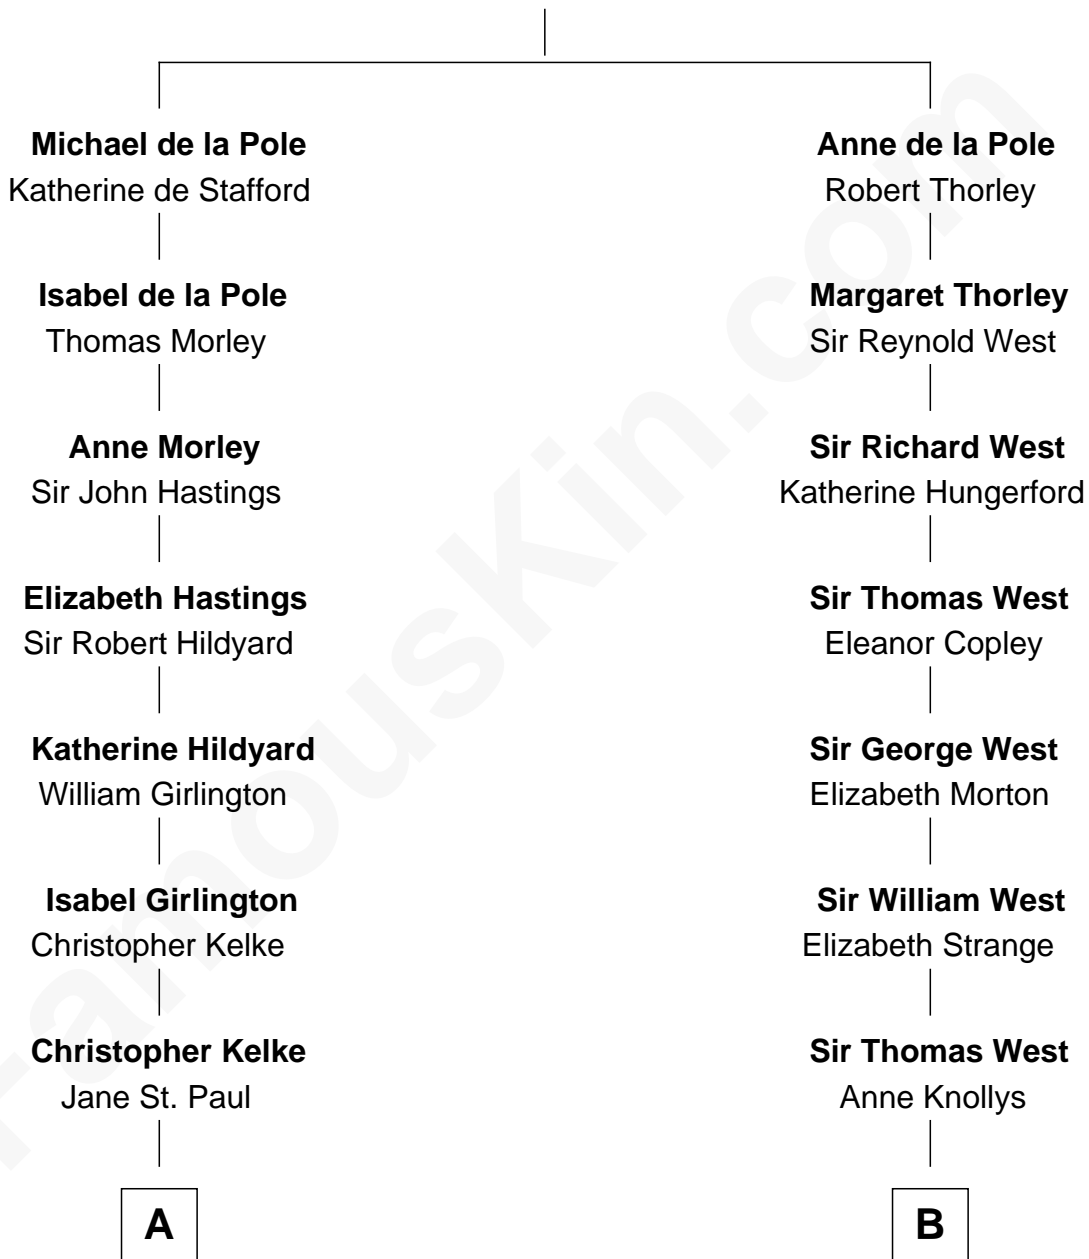 Michael de la Pole
Katherine de Stafford
Isabel de la Pole
Thomas Morley
Anne Morley
Sir John Hastings
Elizabeth Hastings
Sir Robert Hildyard
Katherine Hildyard
William Girlington
Isabel Girlington
Christopher Kelke
Christopher Kelke
Jane St. Paul
A
Anne de la Pole
Robert Thorley
Margaret Thorley
Sir Reynold West
Sir Richard West
Katherine Hungerford
Sir Thomas West
Eleanor Copley
Sir George West
Elizabeth Morton
Sir William West
Elizabeth Strange
Sir Thomas West
Anne Knollys
B
FamousKin.com